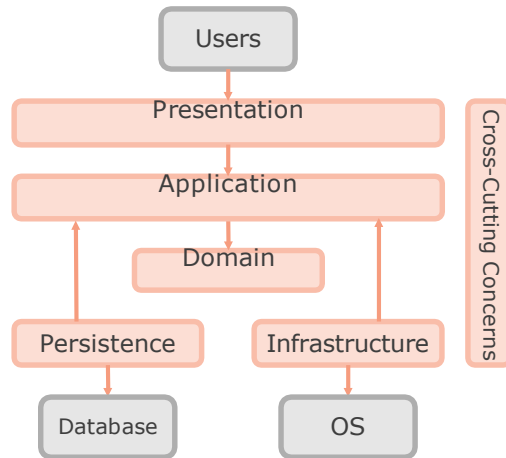 Users
Presentation
Application
Domain
Persistence
Infrastructure
Database
OS
Cross-Cutting Concerns